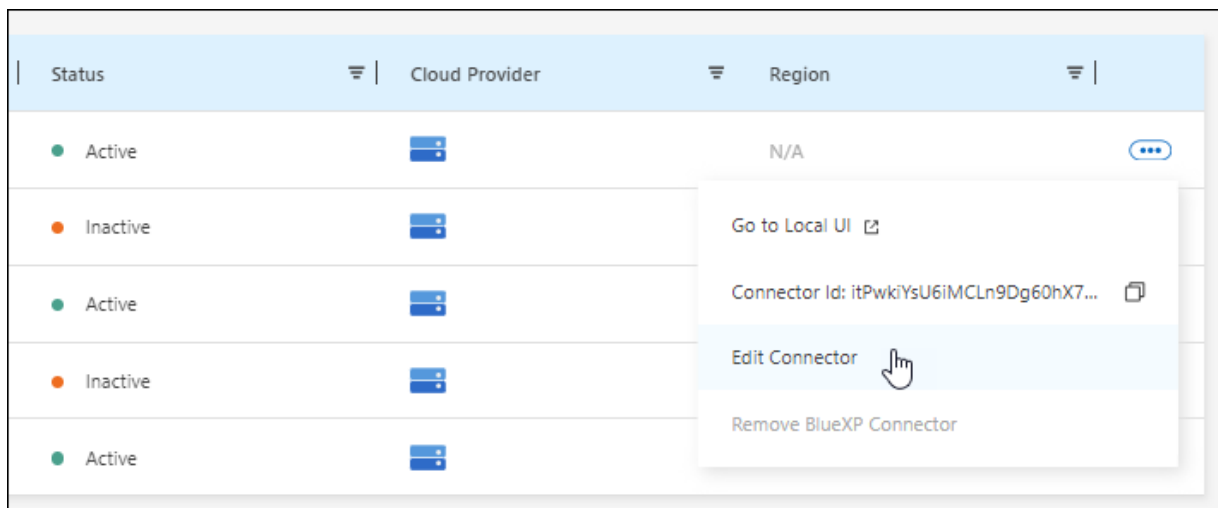 Status Cloud Provider Region
Active N/A
Inactive
Go to Local UI
Connector Id: itPwkiYsU6iMCLn9Dg60hX7...
Active
Edit Connector
Inactive
Remove BlueXP Connector
Active